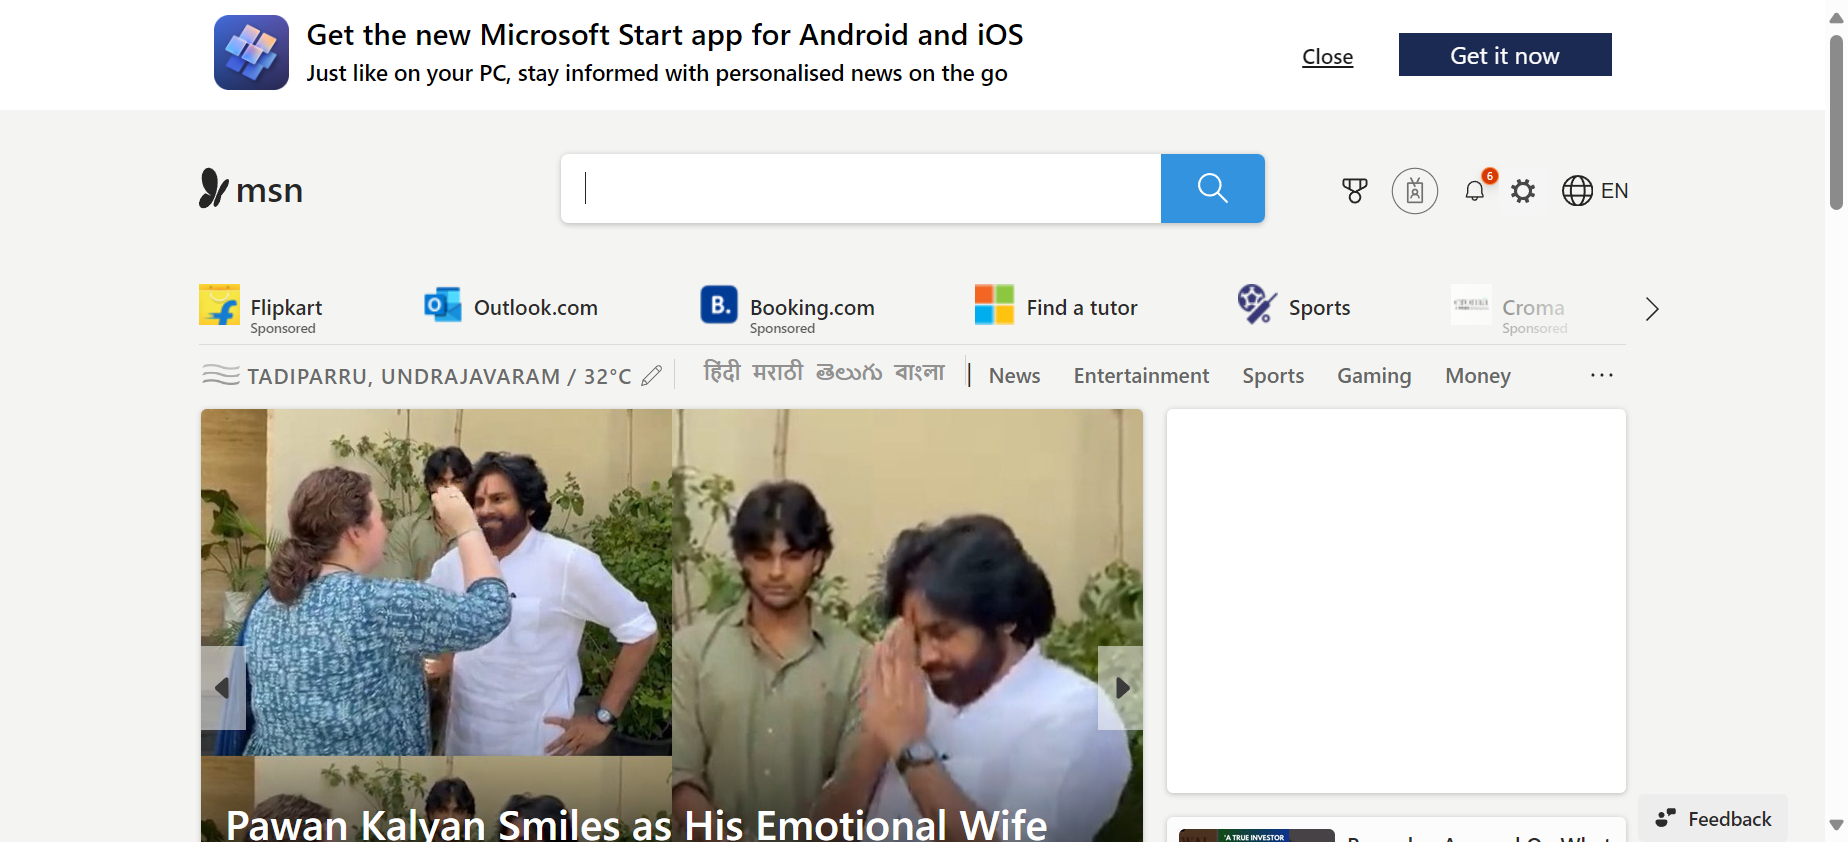 Get the new Microsoft Start app for Android and iOS
Just like on your PC, stay informed with personalised news on the go
Close
Get it now
msn
6
EN
Flipkart
Sponsored
Outlook.com
B.
Booking.com
Sponsored
Find a tutor
Sports
croma
Croma
Sponsored
TADIPARRU, UNDRAJAVARAM / 32°C
हिंदी मराठी తెలుగు বাংলা
News Entertainment Sports Gaming Money ...
Pawan Kalyan Smiles as His Emotional Wife
'A TRUE INVESTOR
Feedback